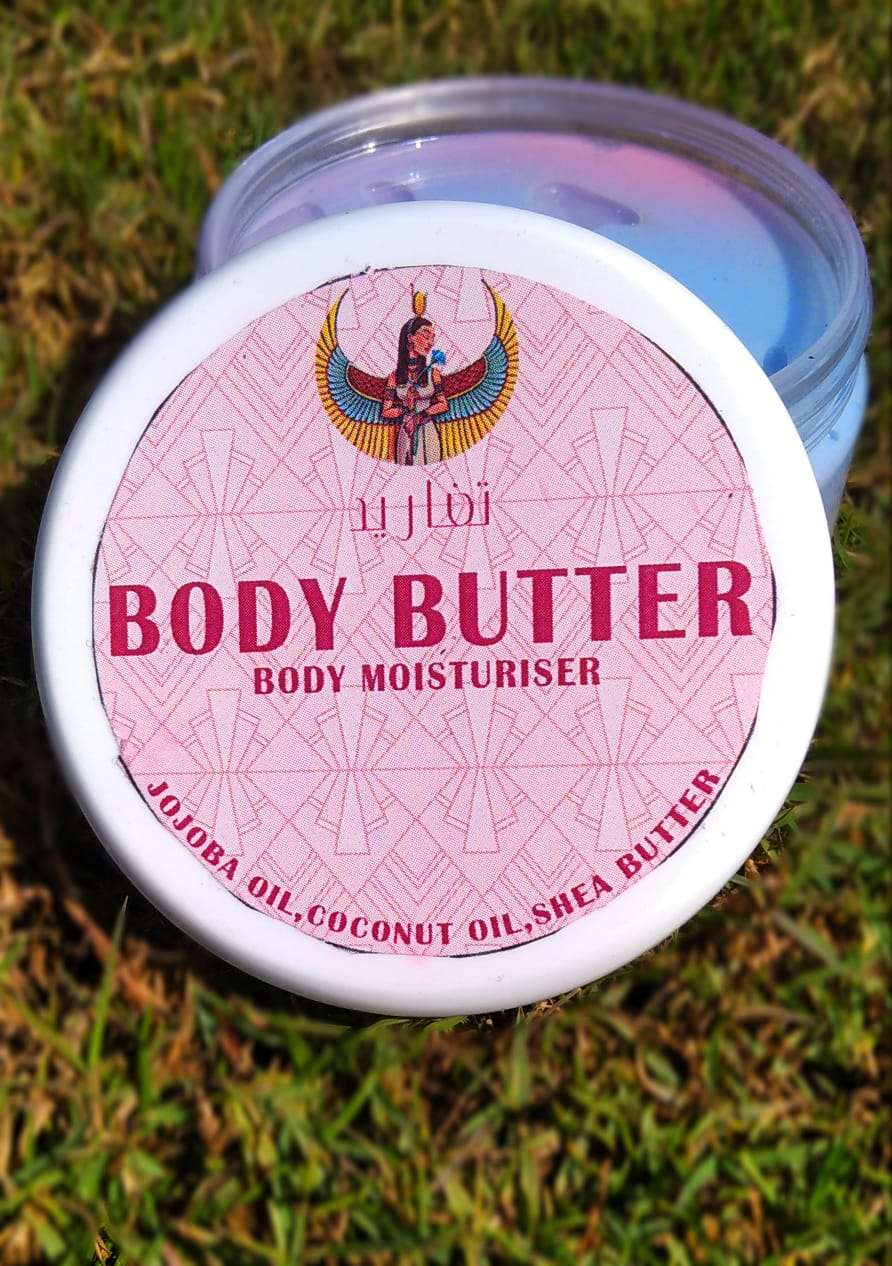 تفاريد
BODY BUTTER
BODY MOISTURISER
JOJOBA OIL,COCONUT OIL,SHEA BUTTER